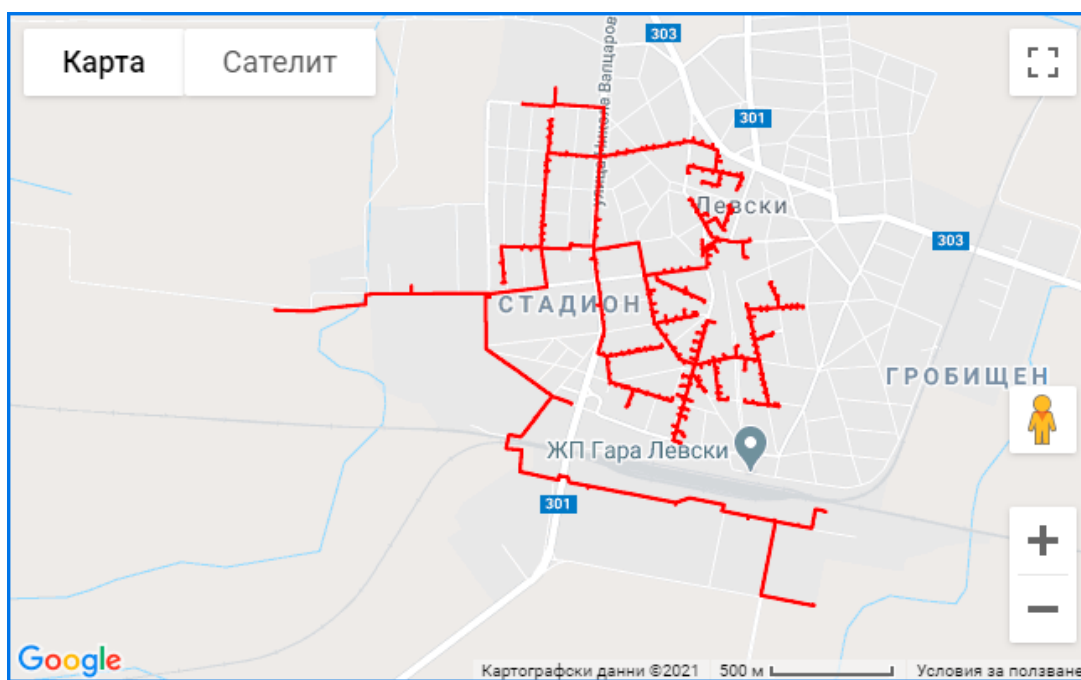 Карта
Сателит
303
301
улица Никола Вапцаров
Левски
303
СТАДИОН
ГРОБИЩЕН
ЖП Гара Левски
301
Google
Картографски данни ©2021
500 м
Условия за ползване